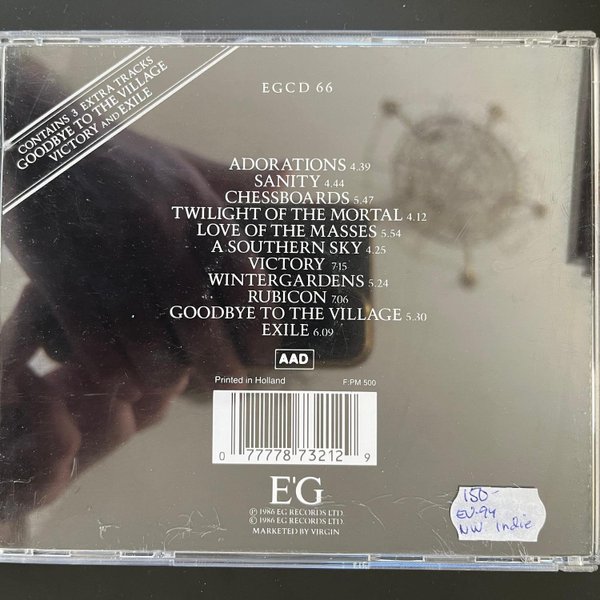 CONTAINS 3 EXTRA TRACKS
GOODBYE TO THE VILLAGE
VICTORY AND EXILE
EGCD 66
ADORATIONS 4.39
SANITY 4.44
CHESSBOARDS 5.47
TWILIGHT OF THE MORTAL 4.12
LOVE OF THE MASSES 5.54
A SOUTHERN SKY 4.25
VICTORY 7.15
WINTERGARDENS 5.24
RUBICON 7.06
GOODBYE TO THE VILLAGE 5.30
EXILE 6.09
AAD
Printed in Holland F:PM 500
0 77778 73212 9
E'G
℗ 1986 EG RECORDS LTD.
© 1986 EG RECORDS LTD.
MARKETED BY VIRGIN
150-
EV-94
NW Indie